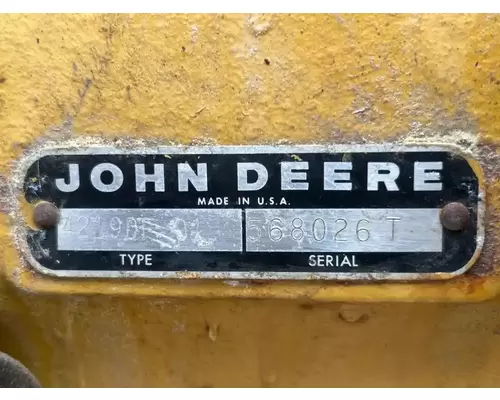 JOHN DEERE
MADE IN U.S.A.
568026 T
TYPE SERIAL